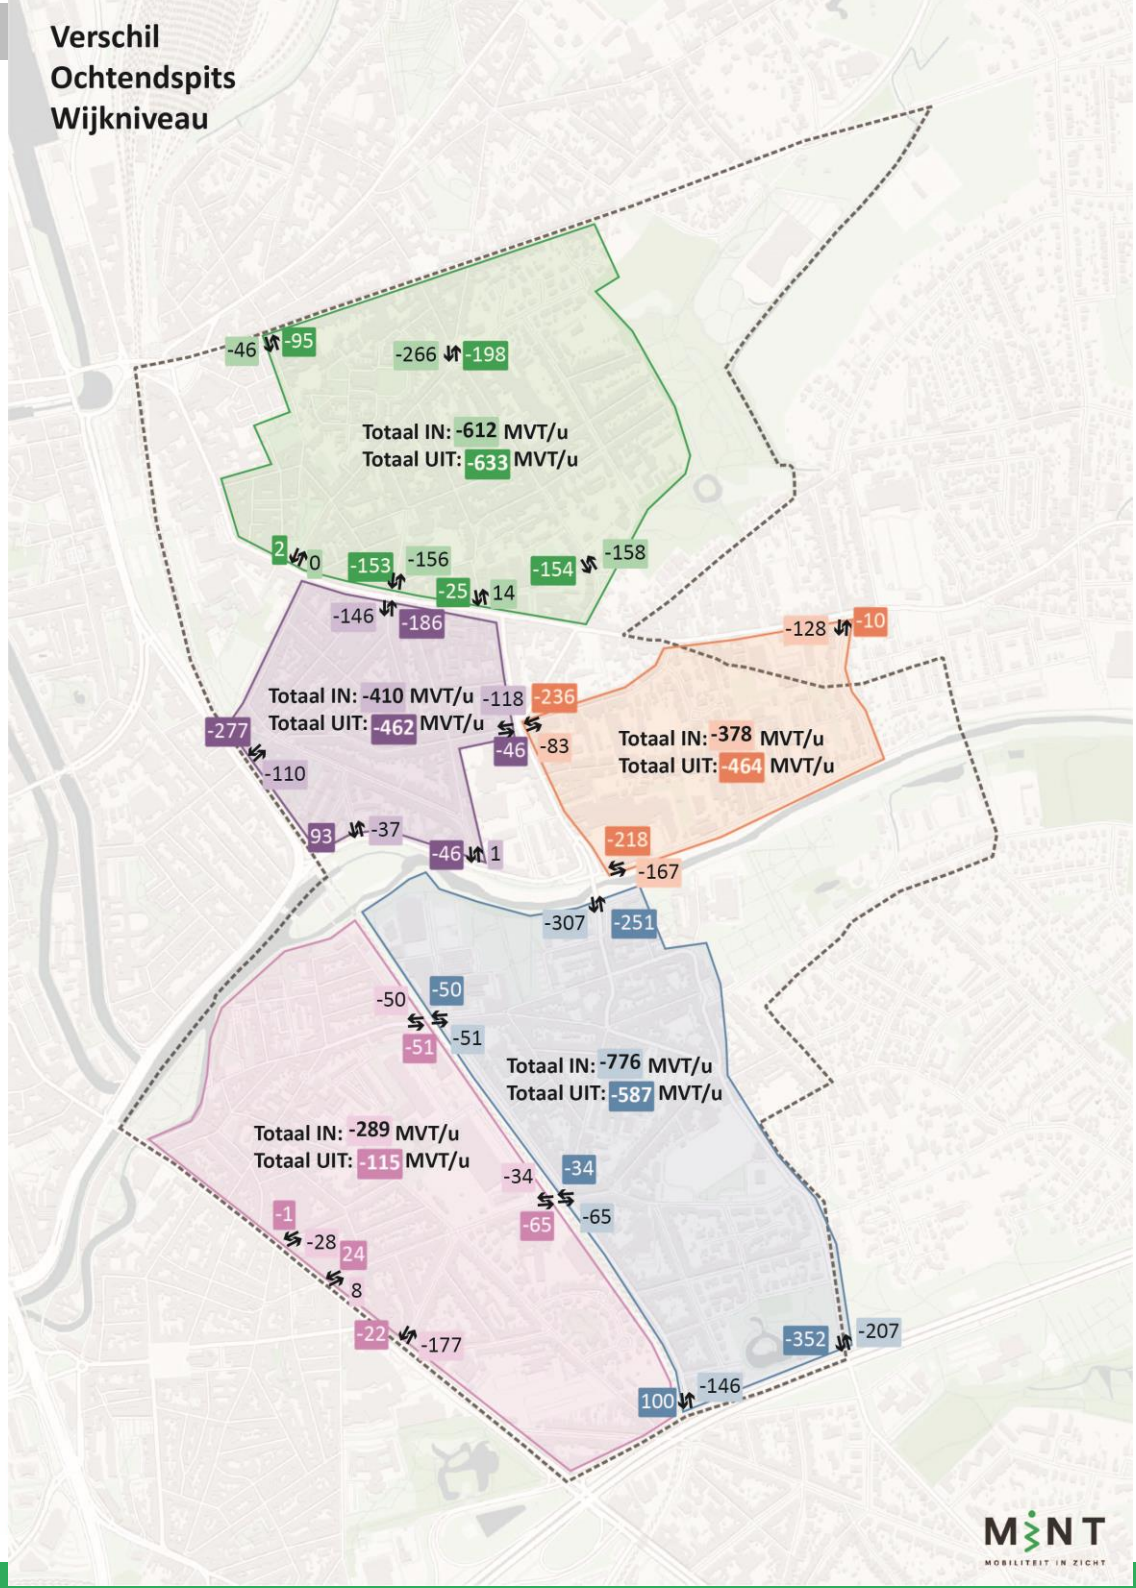 Verschil
Ochtendspits
Wijkniveau
-46 -95
-266 -198
Totaal IN: -612 MVT/u
Totaal UIT: -633 MVT/u
2 0
-153 -156
-25 14
-154 -158
-146 -186
-128 -10
Totaal IN: -410 MVT/u
Totaal UIT: -462 MVT/u
-118 -236
-46 -83
-277
-110
Totaal IN: -378 MVT/u
Totaal UIT: -464 MVT/u
93 -37
-46 1
-218
-167
-307 -251
-50 -50
-51 -51
Totaal IN: -776 MVT/u
Totaal UIT: -587 MVT/u
Totaal IN: -289 MVT/u
Totaal UIT: -115 MVT/u
-34 -34
-65 -65
-1
-28
24
8
-22 -177
-352 -207
100 -146
MINT
MOBILITEIT IN ZICHT